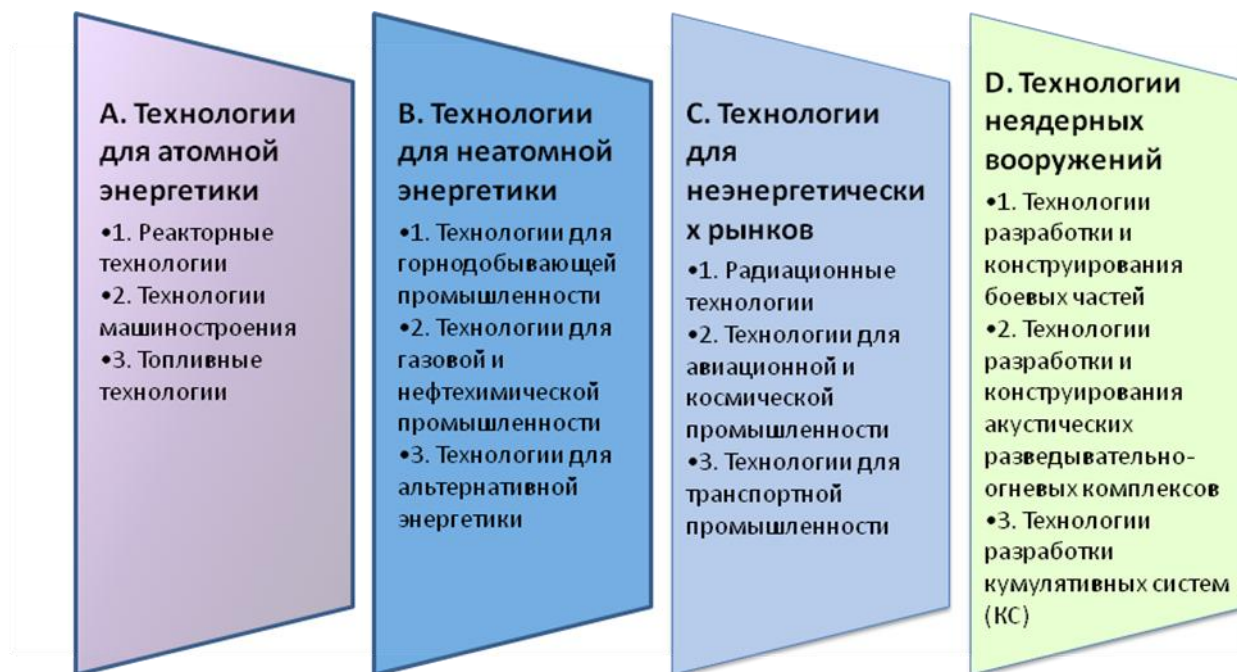 A. Технологии
для атомной
энергетики
•1. Реакторные
технологии
•2. Технологии
машиностроения
•3. Топливные
технологии
B. Технологии
для неатомной
энергетики
•1. Технологии для
горнодобывающей
промышленности
•2. Технологии для
газовой и
нефтехимической
промышленности
•3. Технологии для
альтернативной
энергетики
C. Технологии
для
неэнергетически
х рынков
•1. Радиационные
технологии
•2. Технологии для
авиационной и
космической
промышленности
•3. Технологии для
транспортной
промышленности
D. Технологии
неядерных
вооружений
•1. Технологии
разработки и
конструирования
боевых частей
•2. Технологии
разработки и
конструирования
акустических
разведывательно-
огневых комплексов
•3. Технологии
разработки
кумулятивных систем
(КС)